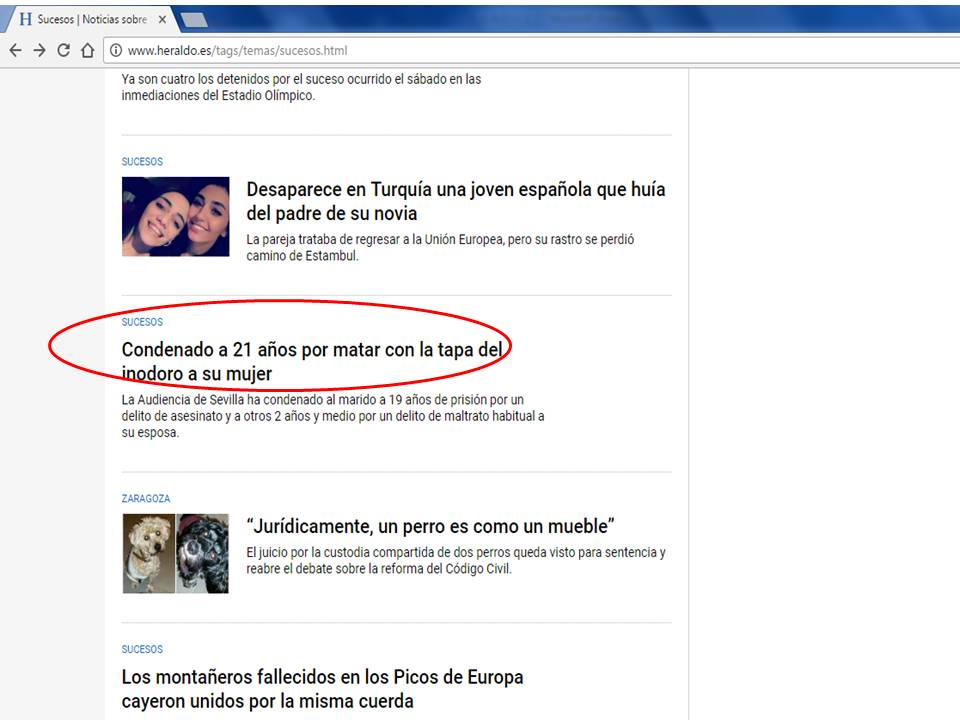 H Sucesos | Noticias sobre
www.heraldo.es/tags/temas/sucesos.html
Ya son cuatro los detenidos por el suceso ocurrido el sábado en las
inmediaciones del Estadio Olímpico.
SUCESOS
Desaparece en Turquía una joven española que huía
del padre de su novia
La pareja trataba de regresar a la Unión Europea, pero su rastro se perdió
camino de Estambul.
SUCESOS
Condenado a 21 años por matar con la tapa del
inodoro a su mujer
La Audiencia de Sevilla ha condenado al marido a 19 años de prisión por un
delito de asesinato y a otros 2 años y medio por un delito de maltrato habitual a
su esposa.
ZARAGOZA
“Jurídicamente, un perro es como un mueble”
El juicio por la custodia compartida de dos perros queda visto para sentencia y
reabre el debate sobre la reforma del Código Civil.
SUCESOS
Los montañeros fallecidos en los Picos de Europa
cayeron unidos por la misma cuerda